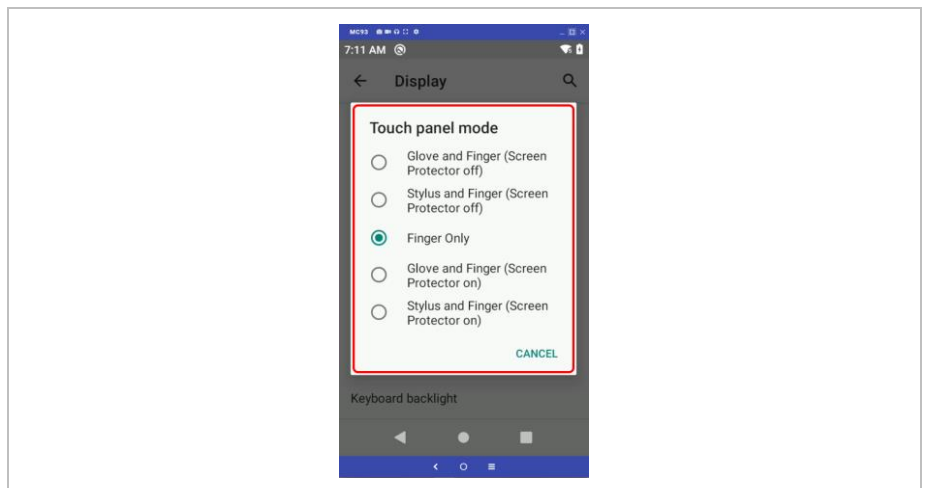 MC93
7:11 AM
Display
Touch panel mode
Glove and Finger (Screen
Protector off)
Stylus and Finger (Screen
Protector off)
Finger Only
Glove and Finger (Screen
Protector on)
Stylus and Finger (Screen
Protector on)
CANCEL
Keyboard backlight